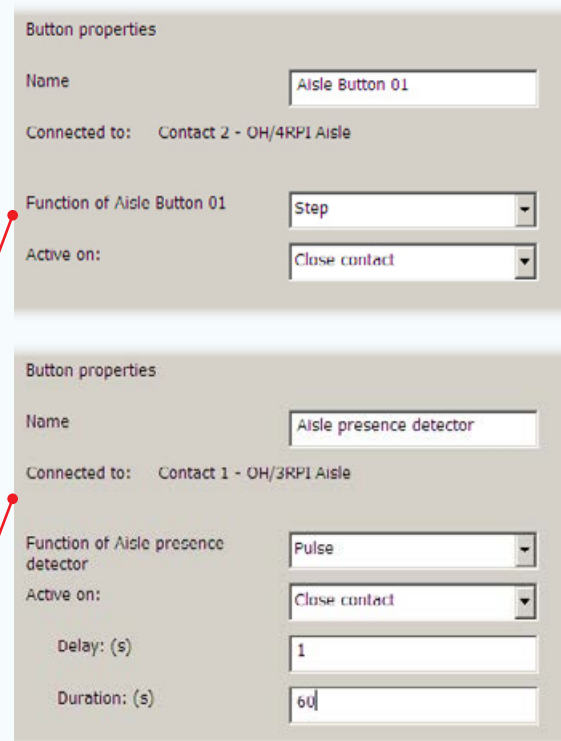 Button properties
Name Aisle Button 01
Connected to: Contact 2 - OH/4RPI Aisle
Function of Aisle Button 01 Step
Active on: Close contact
Button properties
Name Aisle presence detector
Connected to: Contact 1 - OH/3RPI Aisle
Function of Aisle presence Pulse
detector
Active on: Close contact
Delay: (s) 1
Duration: (s) 60